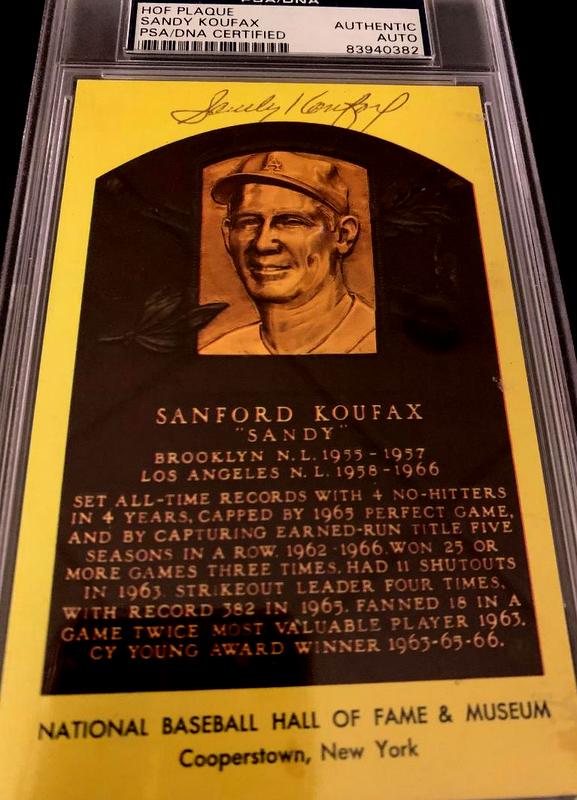 PSA/DNA
HOF PLAQUE
SANDY KOUFAX
PSA/DNA CERTIFIED
AUTHENTIC
AUTO
83940382
Sandy Koufax
A
SANFORD KOUFAX
"SANDY"
BROOKLYN N.L. 1955-1957
LOS ANGELES N.L. 1958-1966
SET ALL-TIME RECORDS WITH 4 NO-HITTERS
IN 4 YEARS, CAPPED BY 1965 PERFECT GAME,
AND BY CAPTURING EARNED-RUN TITLE FIVE
SEASONS IN A ROW, 1962-1966. WON 25 OR
MORE GAMES THREE TIMES. HAD 11 SHUTOUTS
IN 1963. STRIKEOUT LEADER FOUR TIMES,
WITH RECORD 382 IN 1965. FANNED 18 IN A
GAME TWICE MOST VALUABLE PLAYER 1963.
CY YOUNG AWARD WINNER 1963-65-66.
NATIONAL BASEBALL HALL OF FAME & MUSEUM
Cooperstown, New York